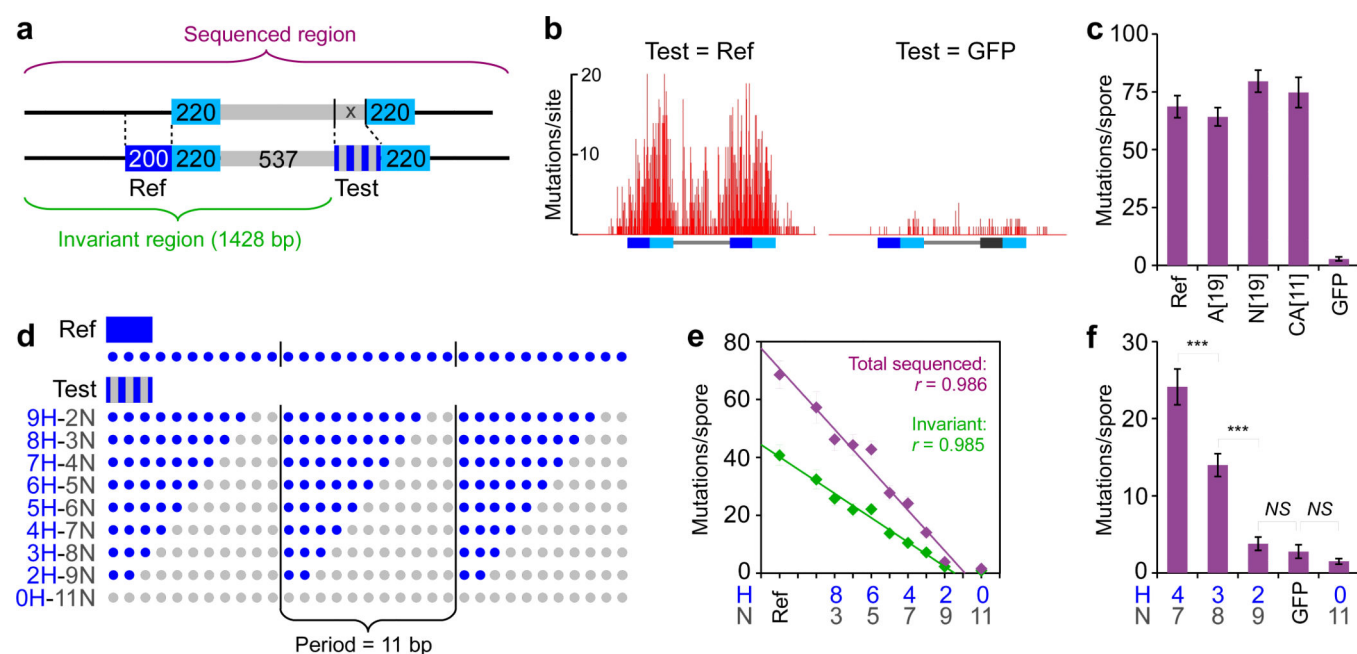 a
Sequenced region
220
x
220
200
220
537
220
Ref
Test
Invariant region (1428 bp)
b
Test = Ref
Test = GFP
Mutations/site
20
10
c
Mutations/spore
100
75
50
25
0
Ref
A[19]
N[19]
CA[11]
GFP
d
Ref
Test
9H-2N
8H-3N
7H-4N
6H-5N
5H-6N
4H-7N
3H-8N
2H-9N
0H-11N
Period = 11 bp
e
Mutations/spore
80
60
40
20
0
Total sequenced:
r = 0.986
Invariant:
r = 0.985
H Ref 8 6 4 2 0
N 3 5 7 9 11
f
Mutations/spore
30
20
10
0
***
***
NS
NS
H 4 3 2 GFP 0
N 7 8 9 11